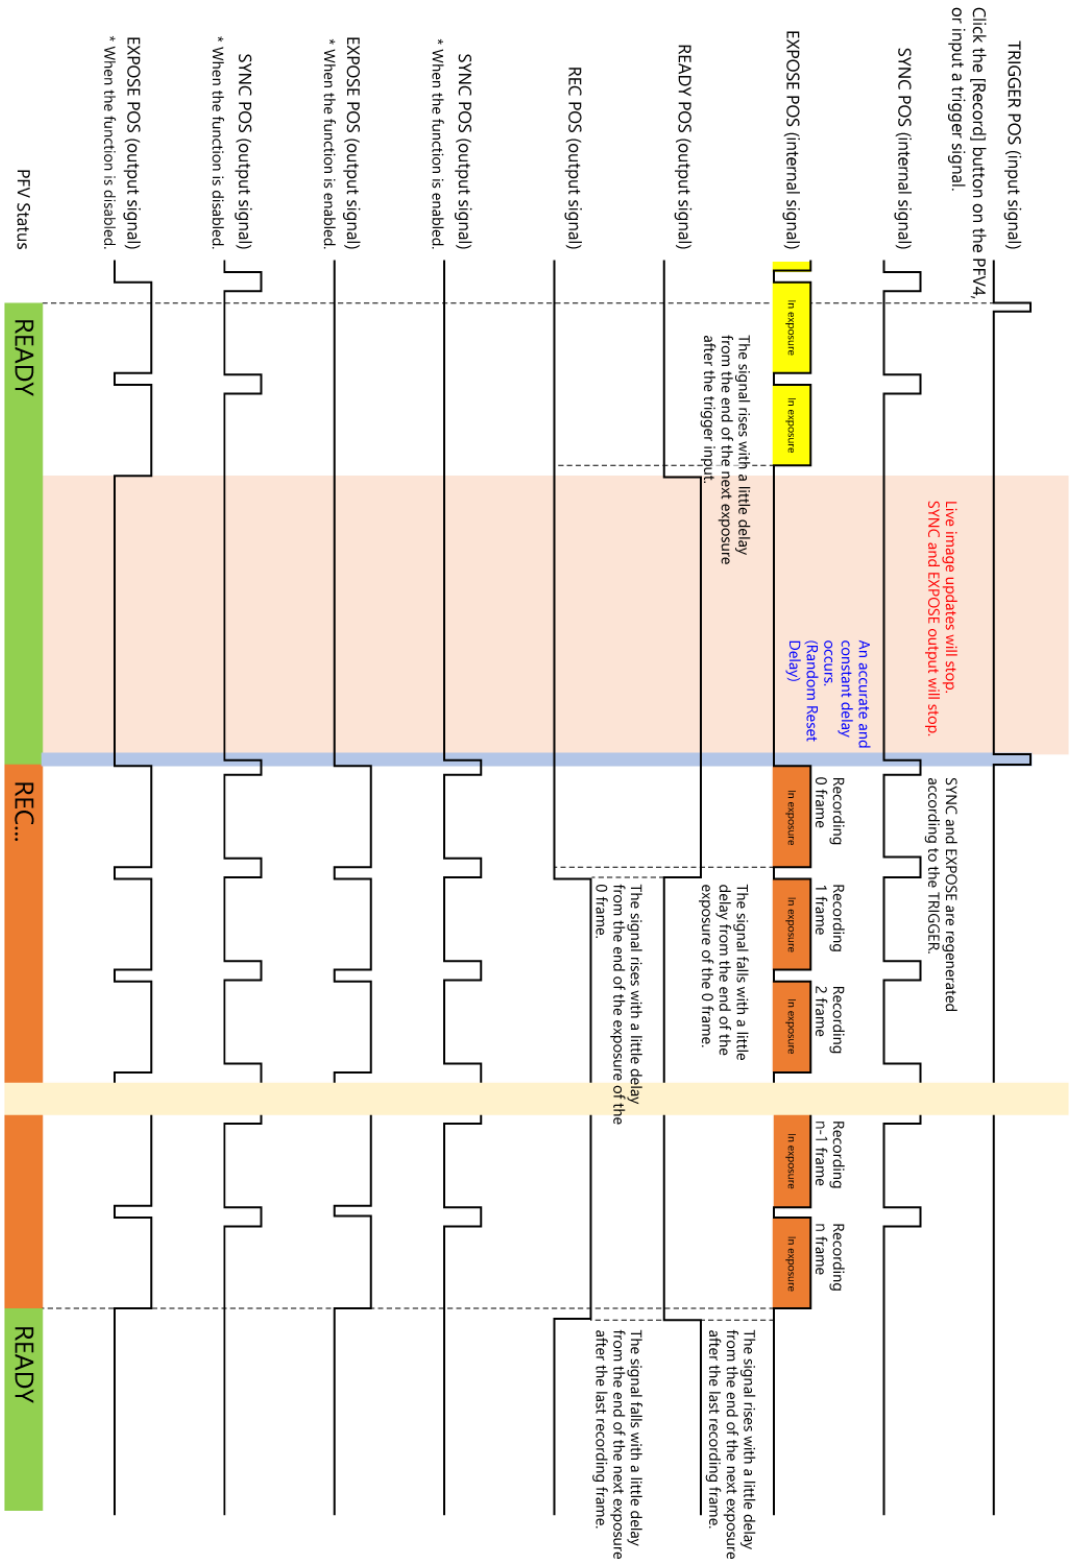 TRIGGER POS (input signal)
Click the [Record] button on the PFV4,
or input a trigger signal.
SYNC POS (internal signal)
Live image updates will stop.
SYNC and EXPOSE output will stop.
SYNC and EXPOSE are regenerated
according to the TRIGGER.
EXPOSE POS (internal signal)
In exposure
In exposure
An accurate and
constant delay
occurs.
(Random Reset
Delay)
Recording
0 frame
In exposure
Recording
1 frame
In exposure
Recording
2 frame
In exposure
Recording
n-1 frame
In exposure
Recording
n frame
In exposure
READY POS (output signal)
The signal rises with a little delay
from the end of the next exposure
after the trigger input.
The signal falls with a little
delay from the end of the
exposure of the 0 frame.
The signal rises with a little delay
from the end of the next exposure
after the last recording frame.
REC POS (output signal)
The signal rises with a little delay
from the end of the exposure of the
0 frame.
The signal falls with a little delay
from the end of the next exposure
after the last recording frame.
SYNC POS (output signal)
* When the function is enabled.
EXPOSE POS (output signal)
* When the function is enabled.
SYNC POS (output signal)
* When the function is disabled.
EXPOSE POS (output signal)
* When the function is disabled.
PFV Status
READY
REC...
READY